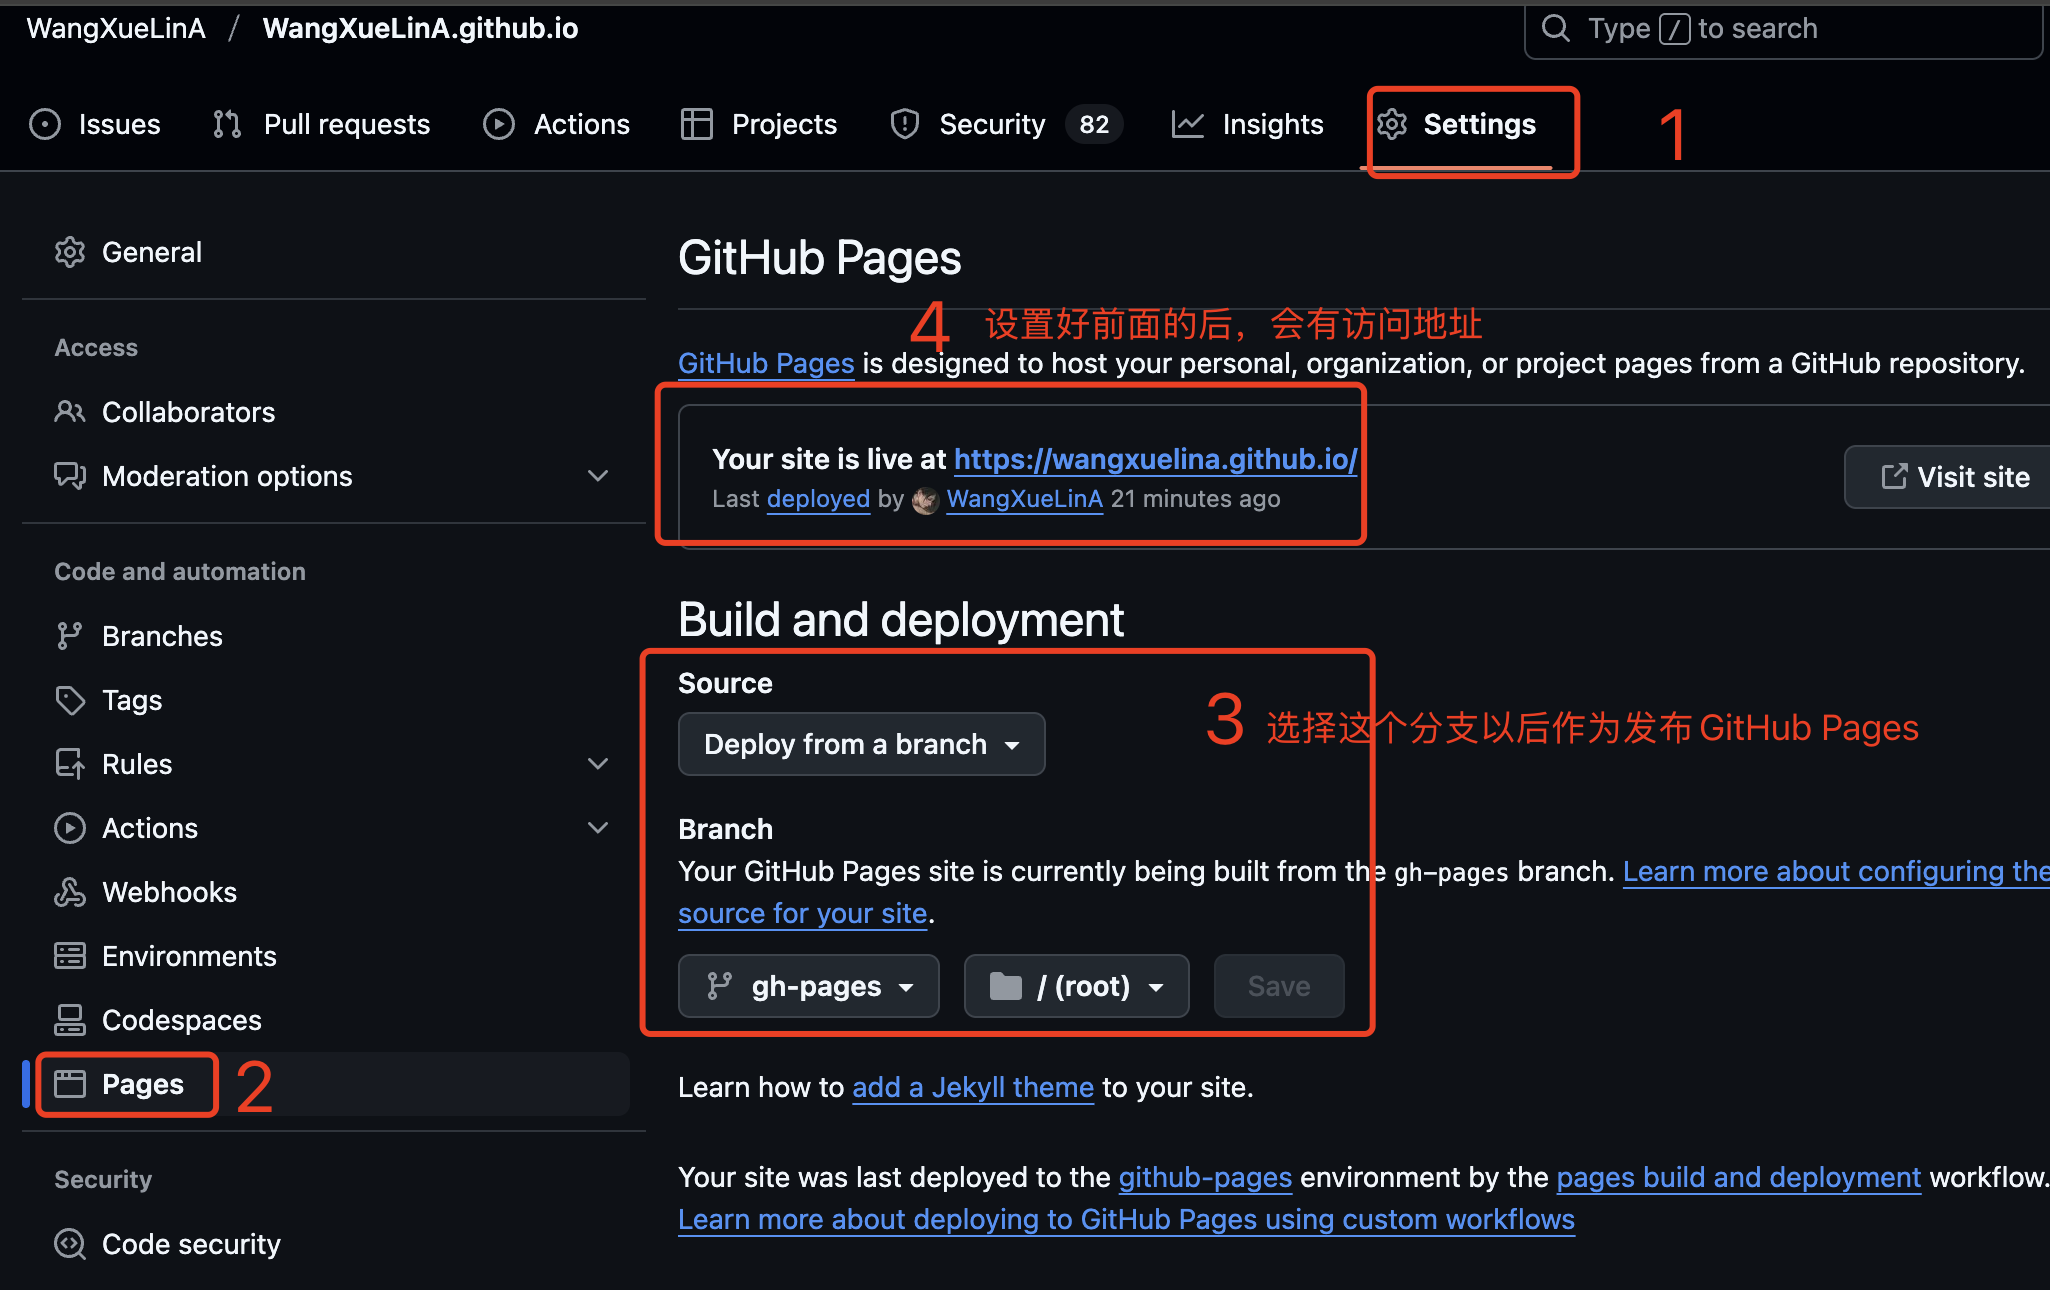 WangXueLinA / WangXueLinA.github.io
Type / to search
Issues
Pull requests
Actions
Projects
Security 82
Insights
Settings
1
General
Access
Collaborators
Moderation options
Code and automation
Branches
Tags
Rules
Actions
Webhooks
Environments
Codespaces
Pages
2
Security
Code security
GitHub Pages
4 设置好前面的后，会有访问地址
GitHub Pages is designed to host your personal, organization, or project pages from a GitHub repository.
Your site is live at https://wangxuelina.github.io/
Last deployed by WangXueLinA 21 minutes ago
Visit site
Build and deployment
Source
3 选择这个分支以后作为发布GitHub Pages
Deploy from a branch
Branch
Your GitHub Pages site is currently being built from the gh-pages branch. Learn more about configuring the
source for your site.
gh-pages
/ (root)
Save
Learn how to add a Jekyll theme to your site.
Your site was last deployed to the github-pages environment by the pages build and deployment workflow.
Learn more about deploying to GitHub Pages using custom workflows